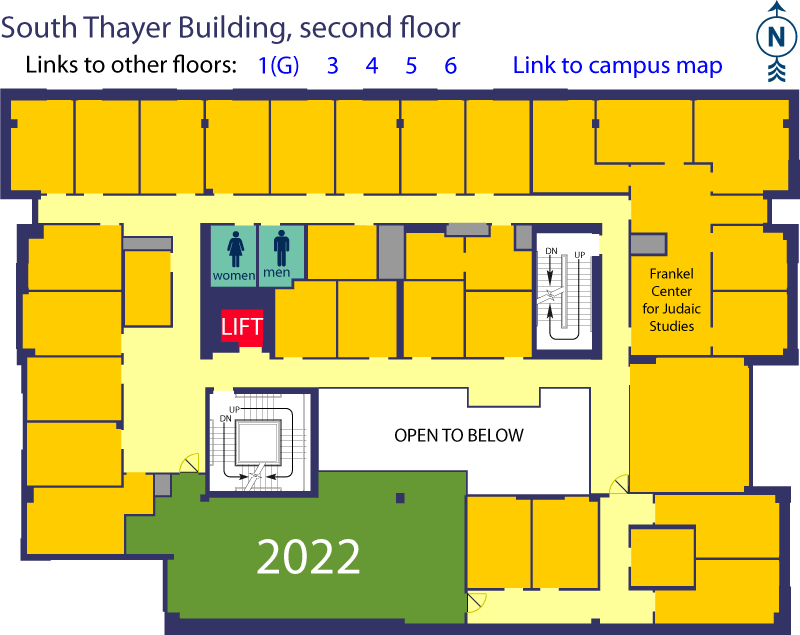 South Thayer Building, second floor
N
Links to other floors: 1(G) 3 4 5 6 Link to campus map
women
men
DN
UP
Frankel
Center
for Judaic
Studies
LIFT
UP
DN
OPEN TO BELOW
2022